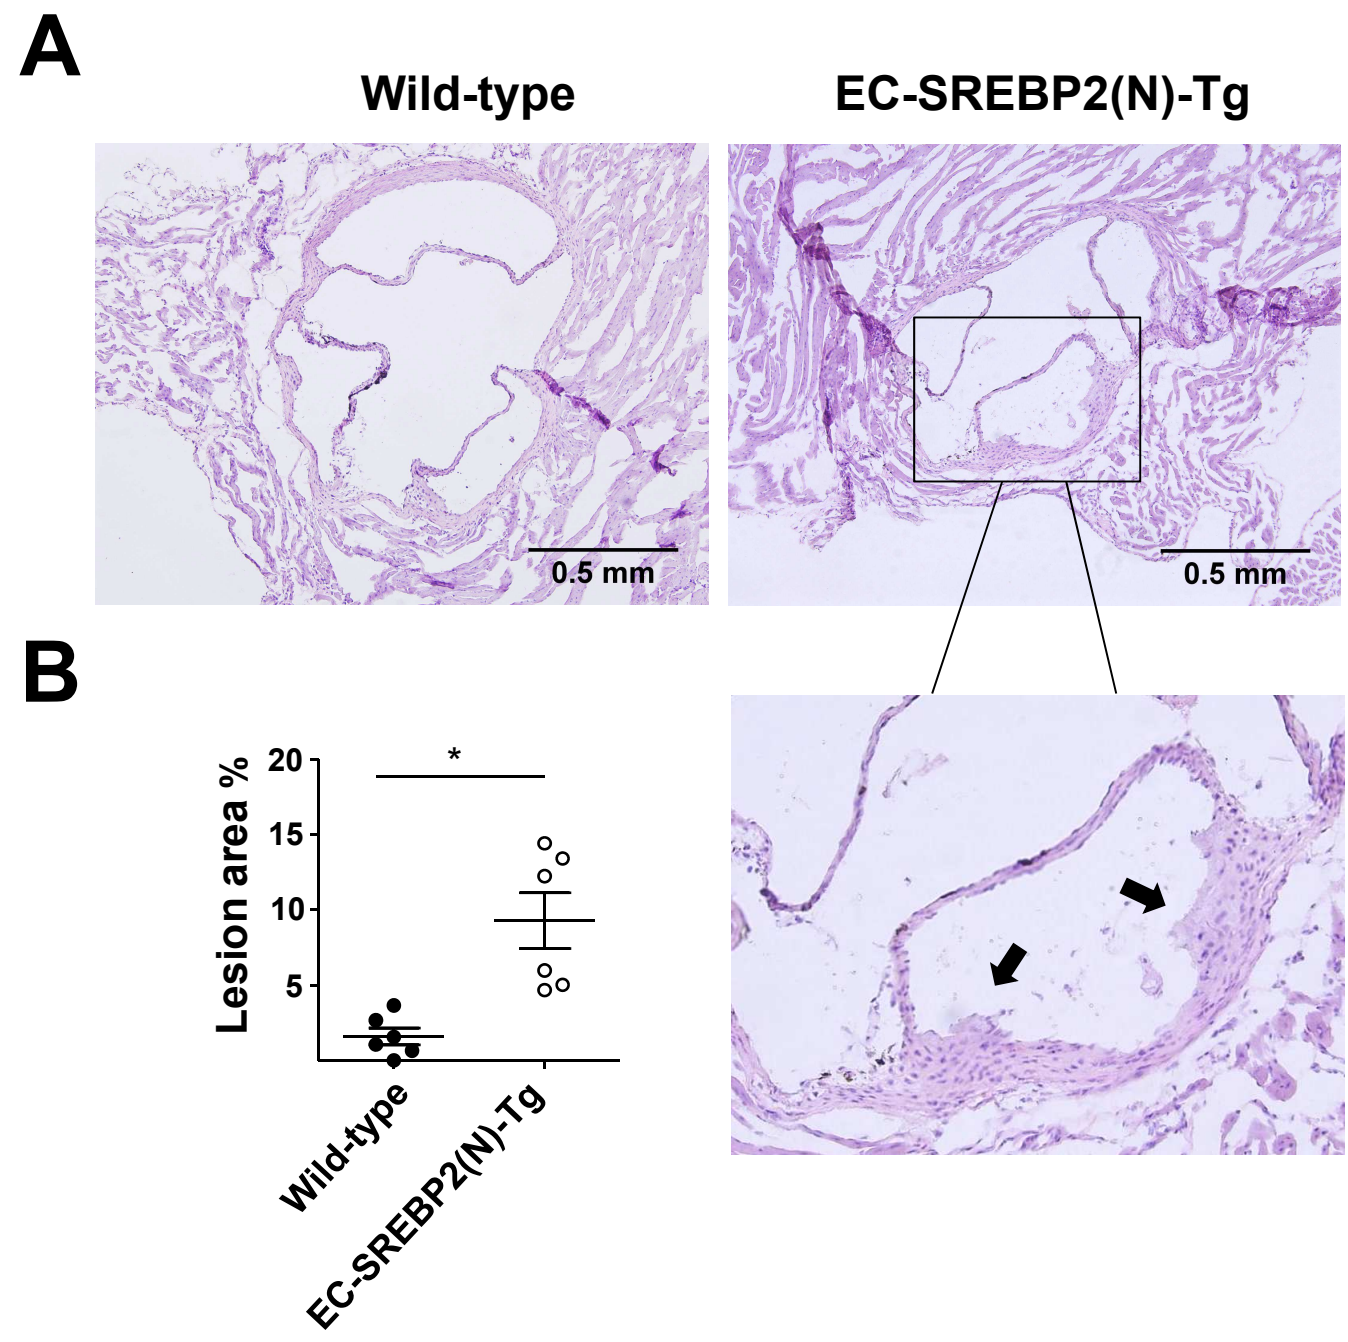 A
Wild-type
EC-SREBP2(N)-Tg
0.5 mm
0.5 mm
B
Lesion area %
20
15
10
5
*
Wild-type
EC-SREBP2(N)-Tg